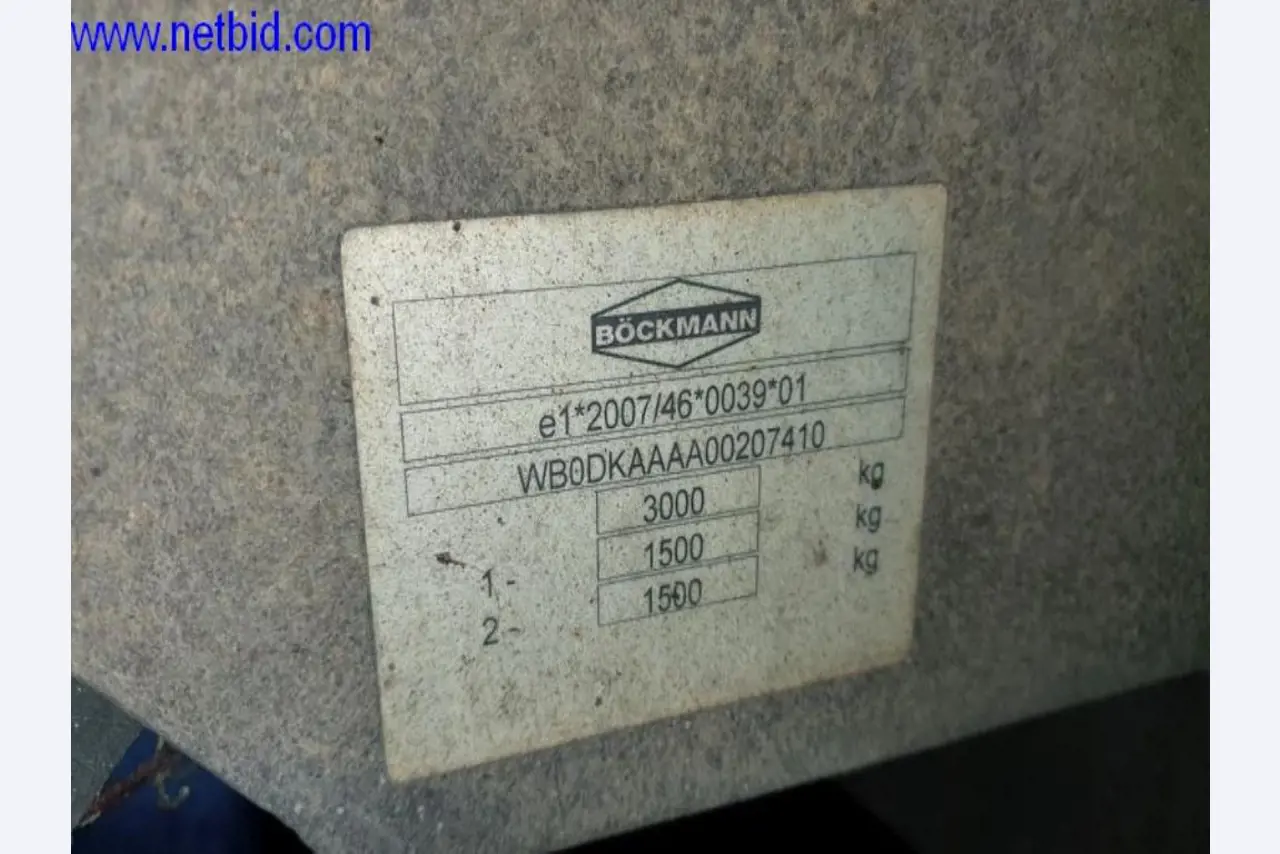 www.netbid.com
BÖCKMANN
e1*2007/46*0039*01
WB0DKAAAA00207410
3000 kg
1 - 1500 kg
2 - 1500 kg